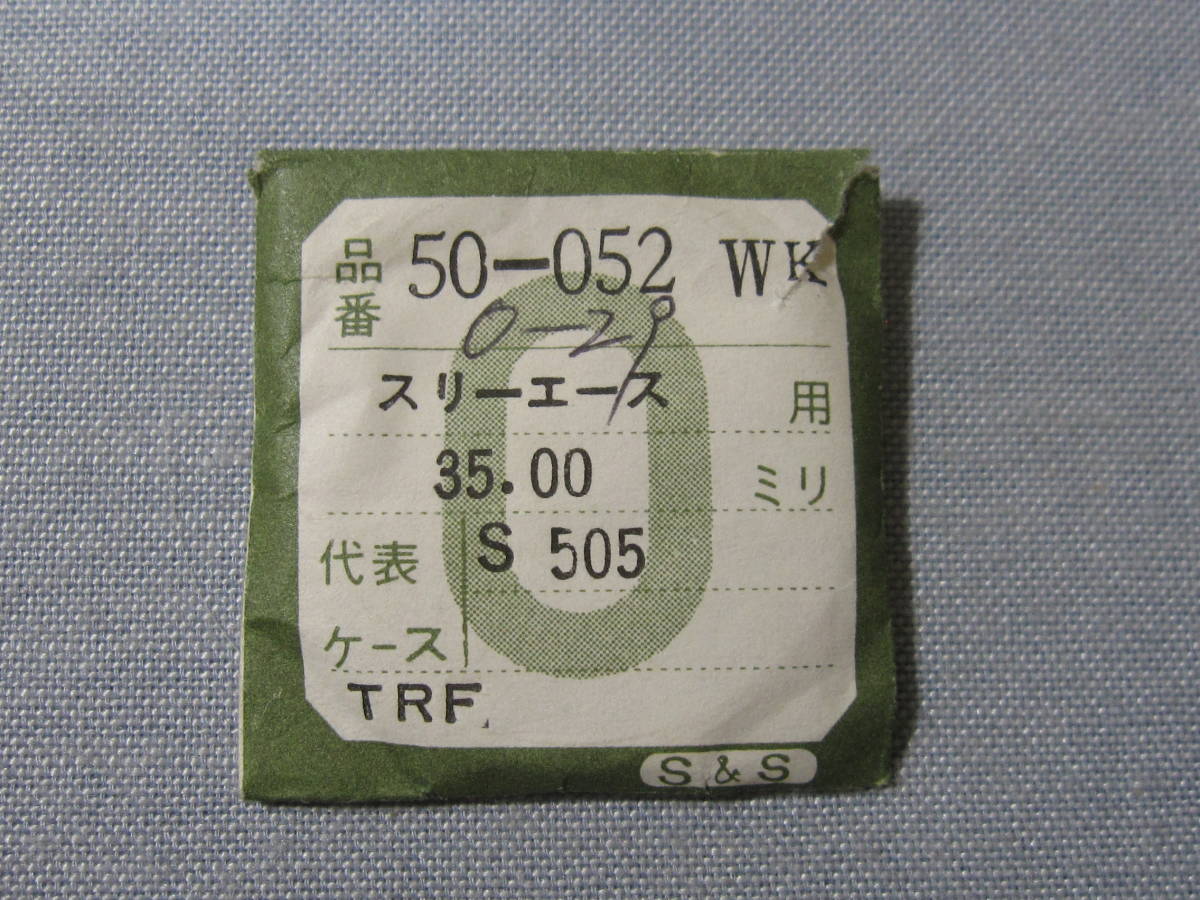 品番 50-052 WK
0-29
スリーエース 用
35.00 ミリ
代表 S 505
ケース
TRF
S & S